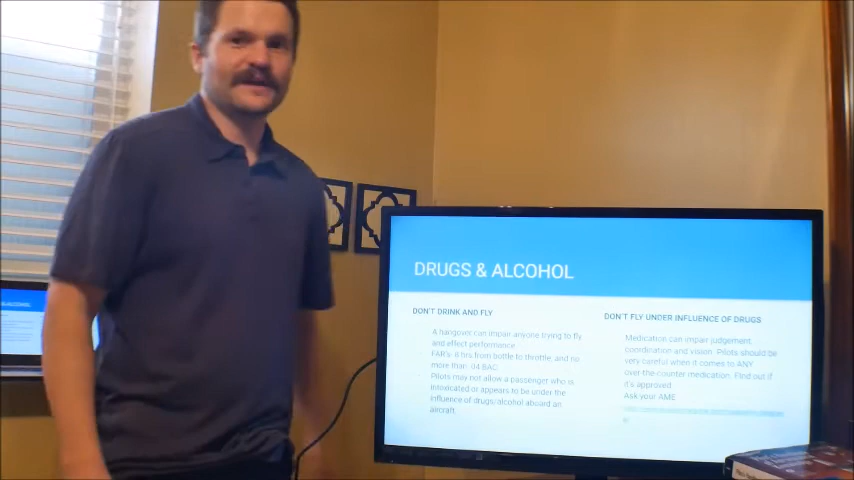 DRUGS & ALCOHOL
DON'T DRINK AND FLY
A hangover can impair anyone trying to fly
and effect performance.
FAR's: 8 hrs from bottle to throttle, and no
more than .04 BAC.
Pilots may not allow a passenger who is
intoxicated or appears to be under the
influence of drugs/alcohol aboard an
aircraft.
DON'T FLY UNDER INFLUENCE OF DRUGS
Medication can impair judgement,
coordination and vision. Pilots should be
very careful when it comes to ANY
over-the-counter medication. Find out if
it's approved.
Ask your AME